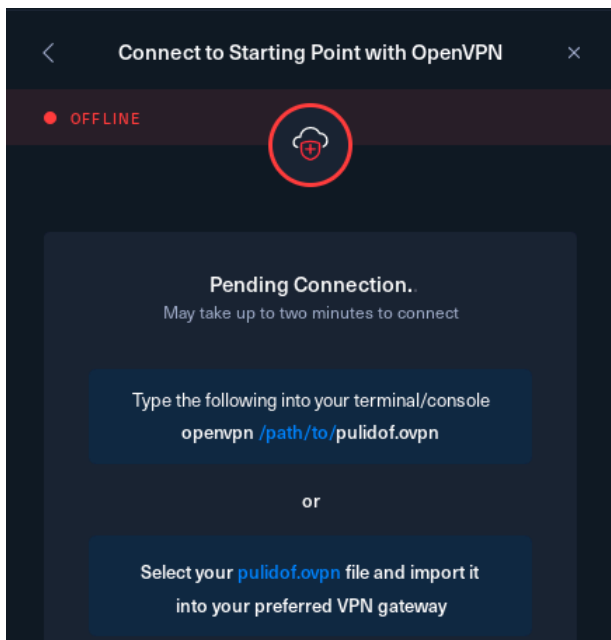 Connect to Starting Point with OpenVPN
OFFLINE
Pending Connection..
May take up to two minutes to connect
Type the following into your terminal/console
openvpn /path/to/pulidof.ovpn
or
Select your pulidof.ovpn file and import it
into your preferred VPN gateway